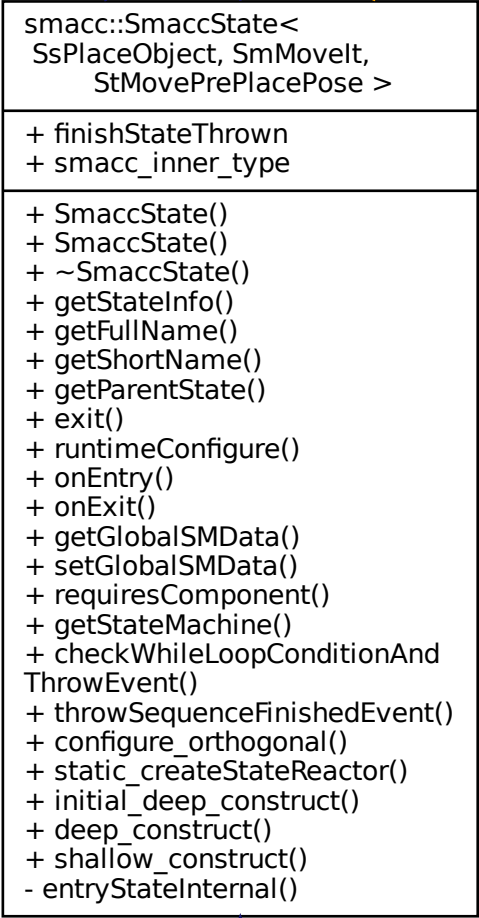 smacc::SmaccState<
SsPlaceObject, SmMoveIt,
StMovePrePlacePose >
+ finishStateThrown
+ smacc_inner_type
+ SmaccState()
+ SmaccState()
+ ~SmaccState()
+ getStateInfo()
+ getFullName()
+ getShortName()
+ getParentState()
+ exit()
+ runtimeConfigure()
+ onEntry()
+ onExit()
+ getGlobalSMData()
+ setGlobalSMData()
+ requiresComponent()
+ getStateMachine()
+ checkWhileLoopConditionAnd
ThrowEvent()
+ throwSequenceFinishedEvent()
+ configure_orthogonal()
+ static_createStateReactor()
+ initial_deep_construct()
+ deep_construct()
+ shallow_construct()
- entryStateInternal()